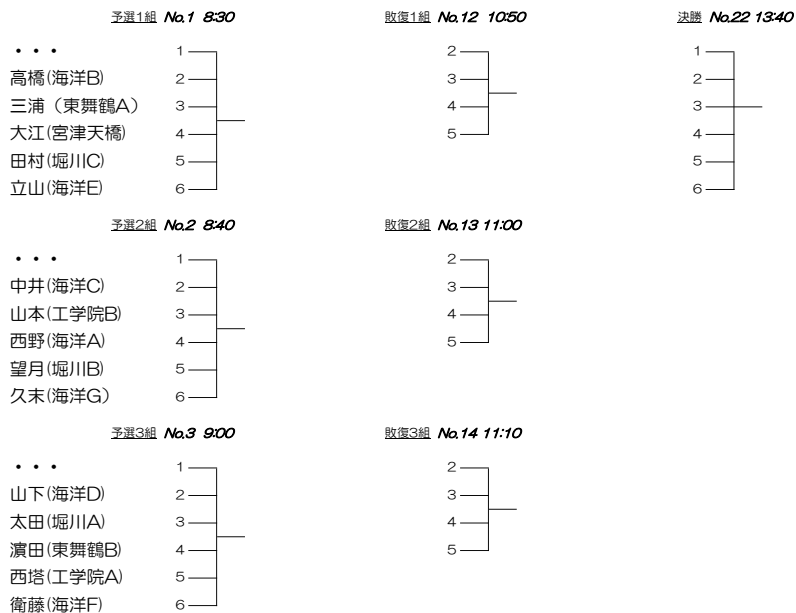 予選1組 No.1 8:30 敗復1組 No.12 10:50 決勝 No.22 13:40
・・・ 1 2 1
高橋(海洋B) 2 3 2
三浦（東舞鶴A） 3 4 3
大江(宮津天橋) 4 5 4
田村(堀川C) 5 5
立山(海洋E) 6 6
予選2組 No.2 8:40 敗復2組 No.13 11:00
・・・ 1 2
中井(海洋C) 2 3
山本(工学院B) 3 4
西野(海洋A) 4 5
望月(堀川B) 5
久末(海洋G） 6
予選3組 No.3 9:00 敗復3組 No.14 11:10
・・・ 1 2
山下(海洋D) 2 3
太田(堀川A) 3 4
濵田(東舞鶴B) 4 5
西塔(工学院A) 5
衛藤(海洋F) 6